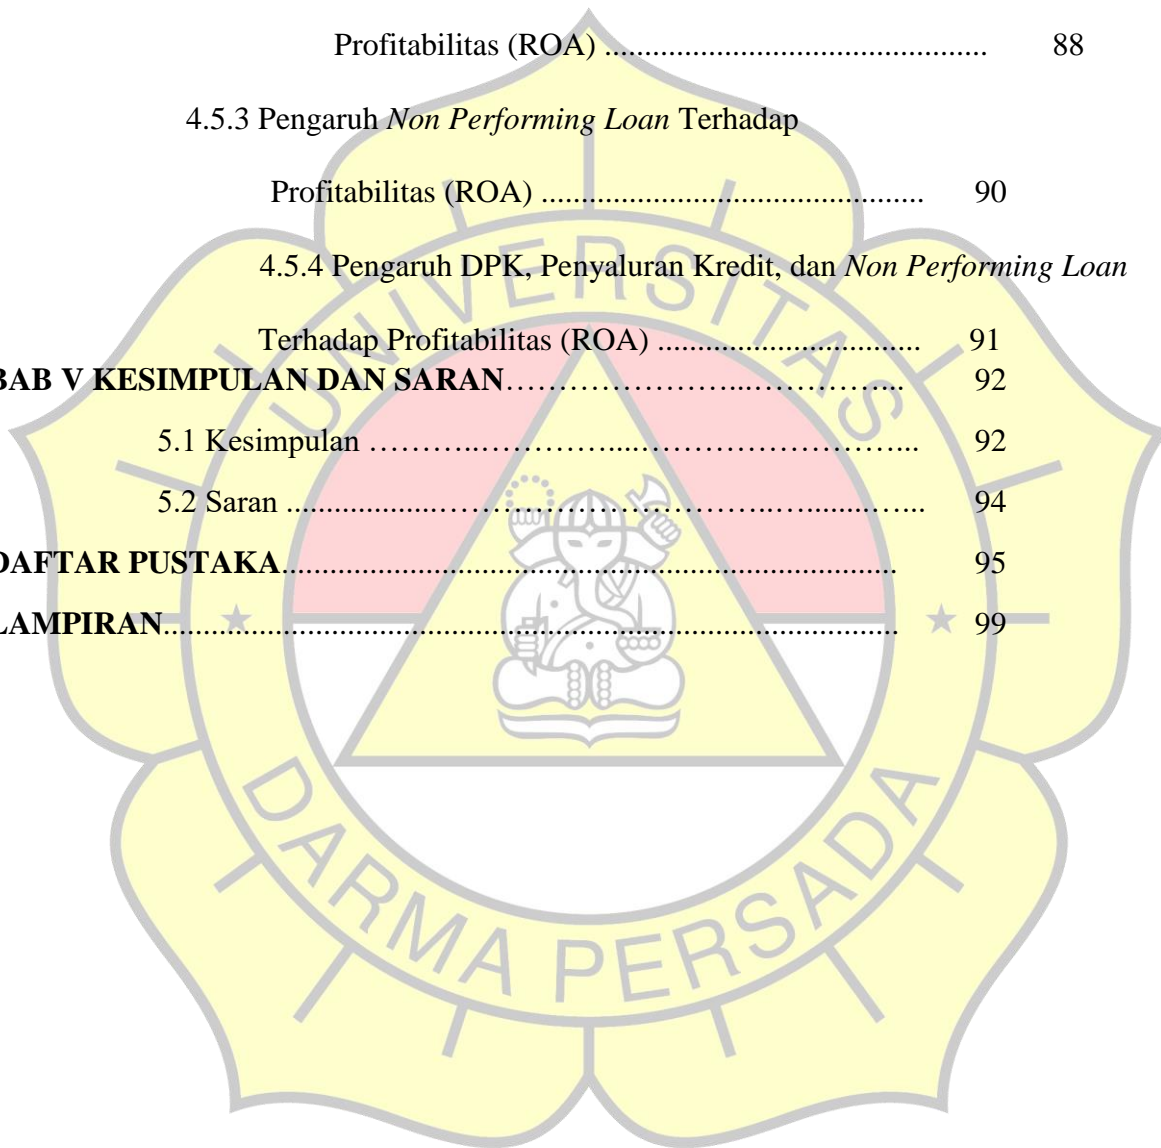 Profitabilitas (ROA) ................................................ 88
4.5.3 Pengaruh Non Performing Loan Terhadap
Profitabilitas (ROA) ................................................ 90
4.5.4 Pengaruh DPK, Penyaluran Kredit, dan Non Performing Loan
Terhadap Profitabilitas (ROA) ................................. 91
BAB V KESIMPULAN DAN SARAN…………………...………….. 92
5.1 Kesimpulan ………..…………....……………………... 92
5.2 Saran ...................…………………………..….......….. 94
DAFTAR PUSTAKA............................................................................. 95
LAMPIRAN............................................................................................ 99
UNIVERSITAS
DARMA PERSADA